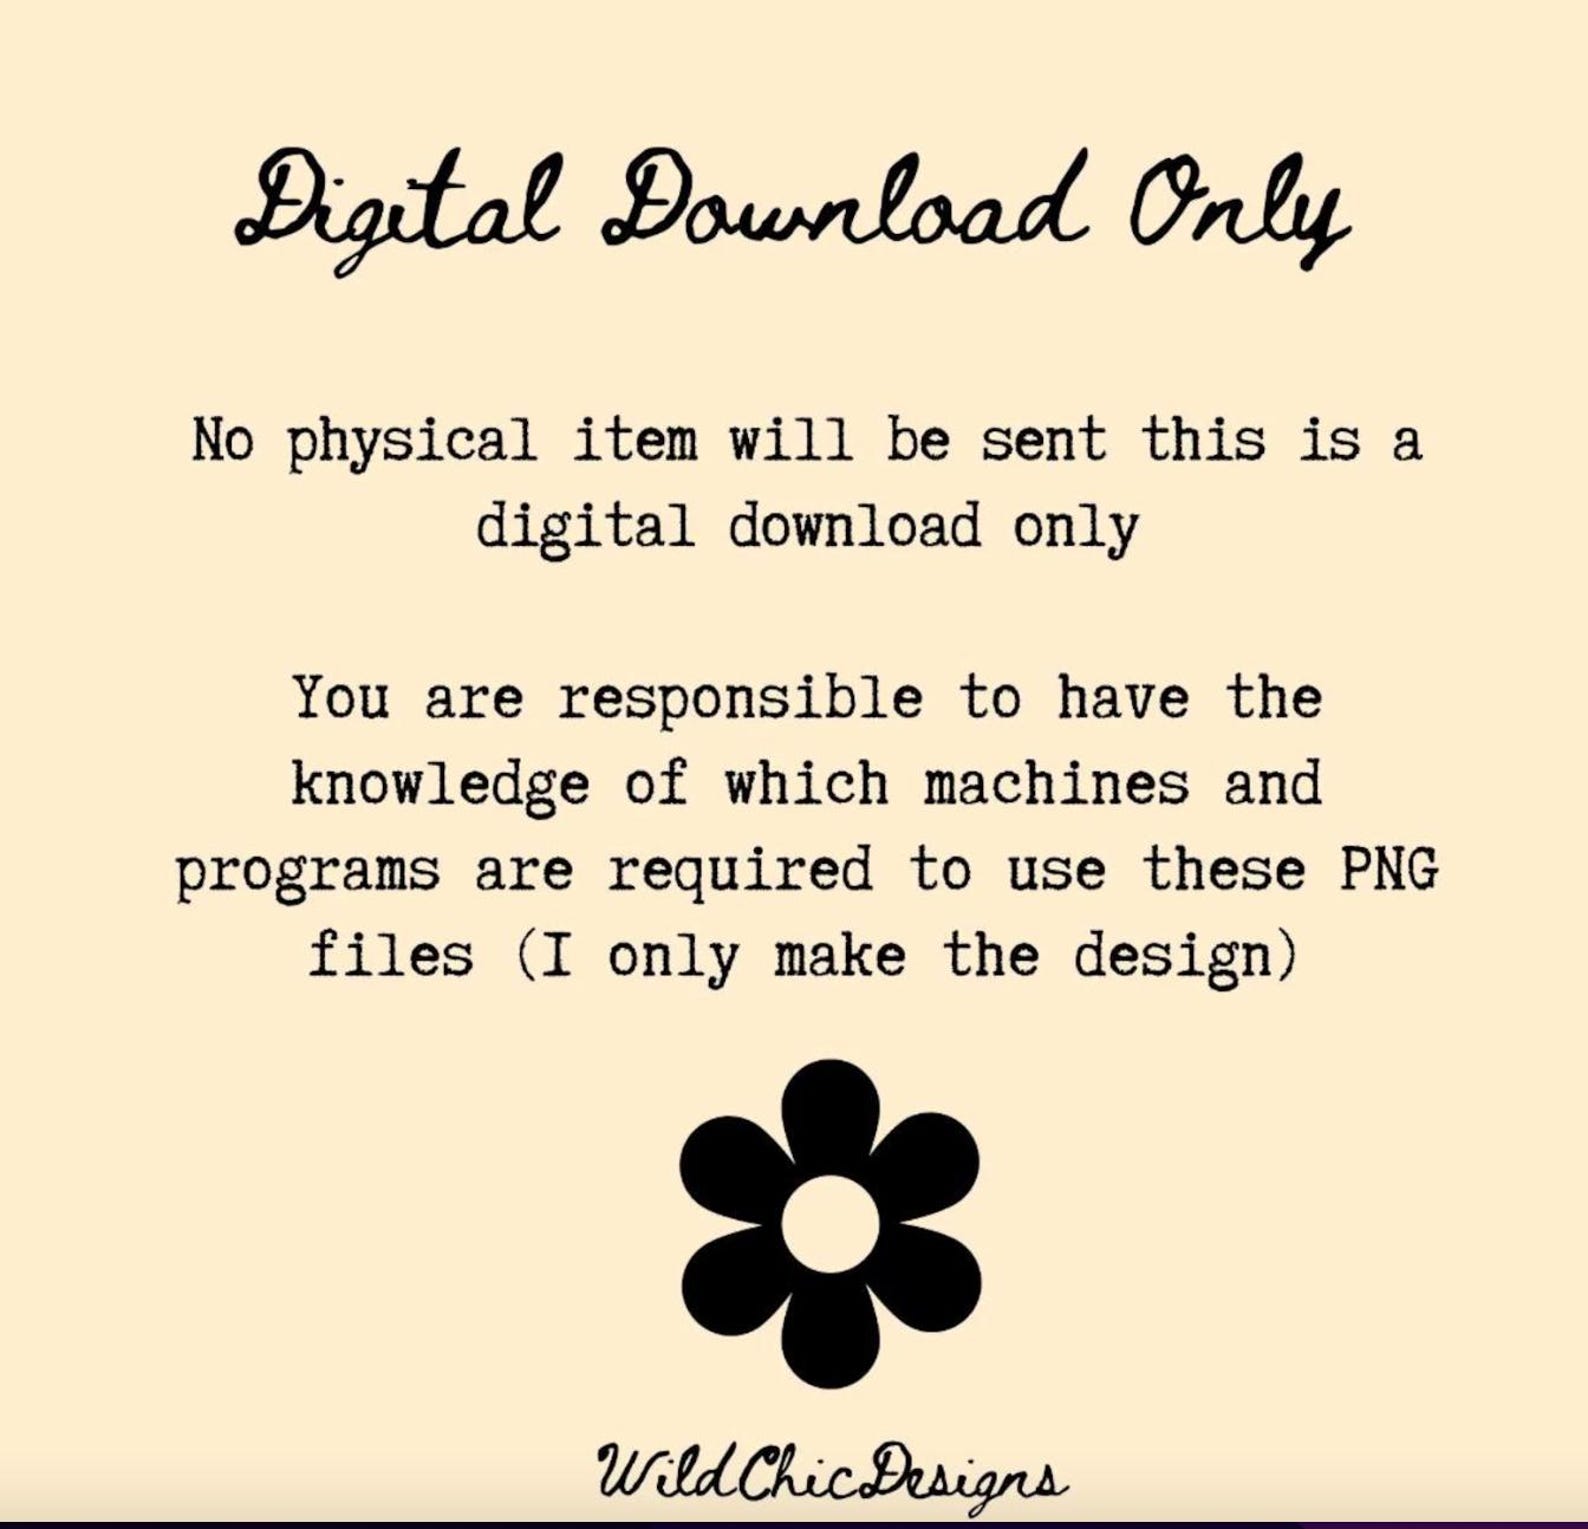 Digital Download Only
No physical item will be sent this is a
digital download only
You are responsible to have the
knowledge of which machines and
programs are required to use these PNG
files (I only make the design)
WildChicDesigns